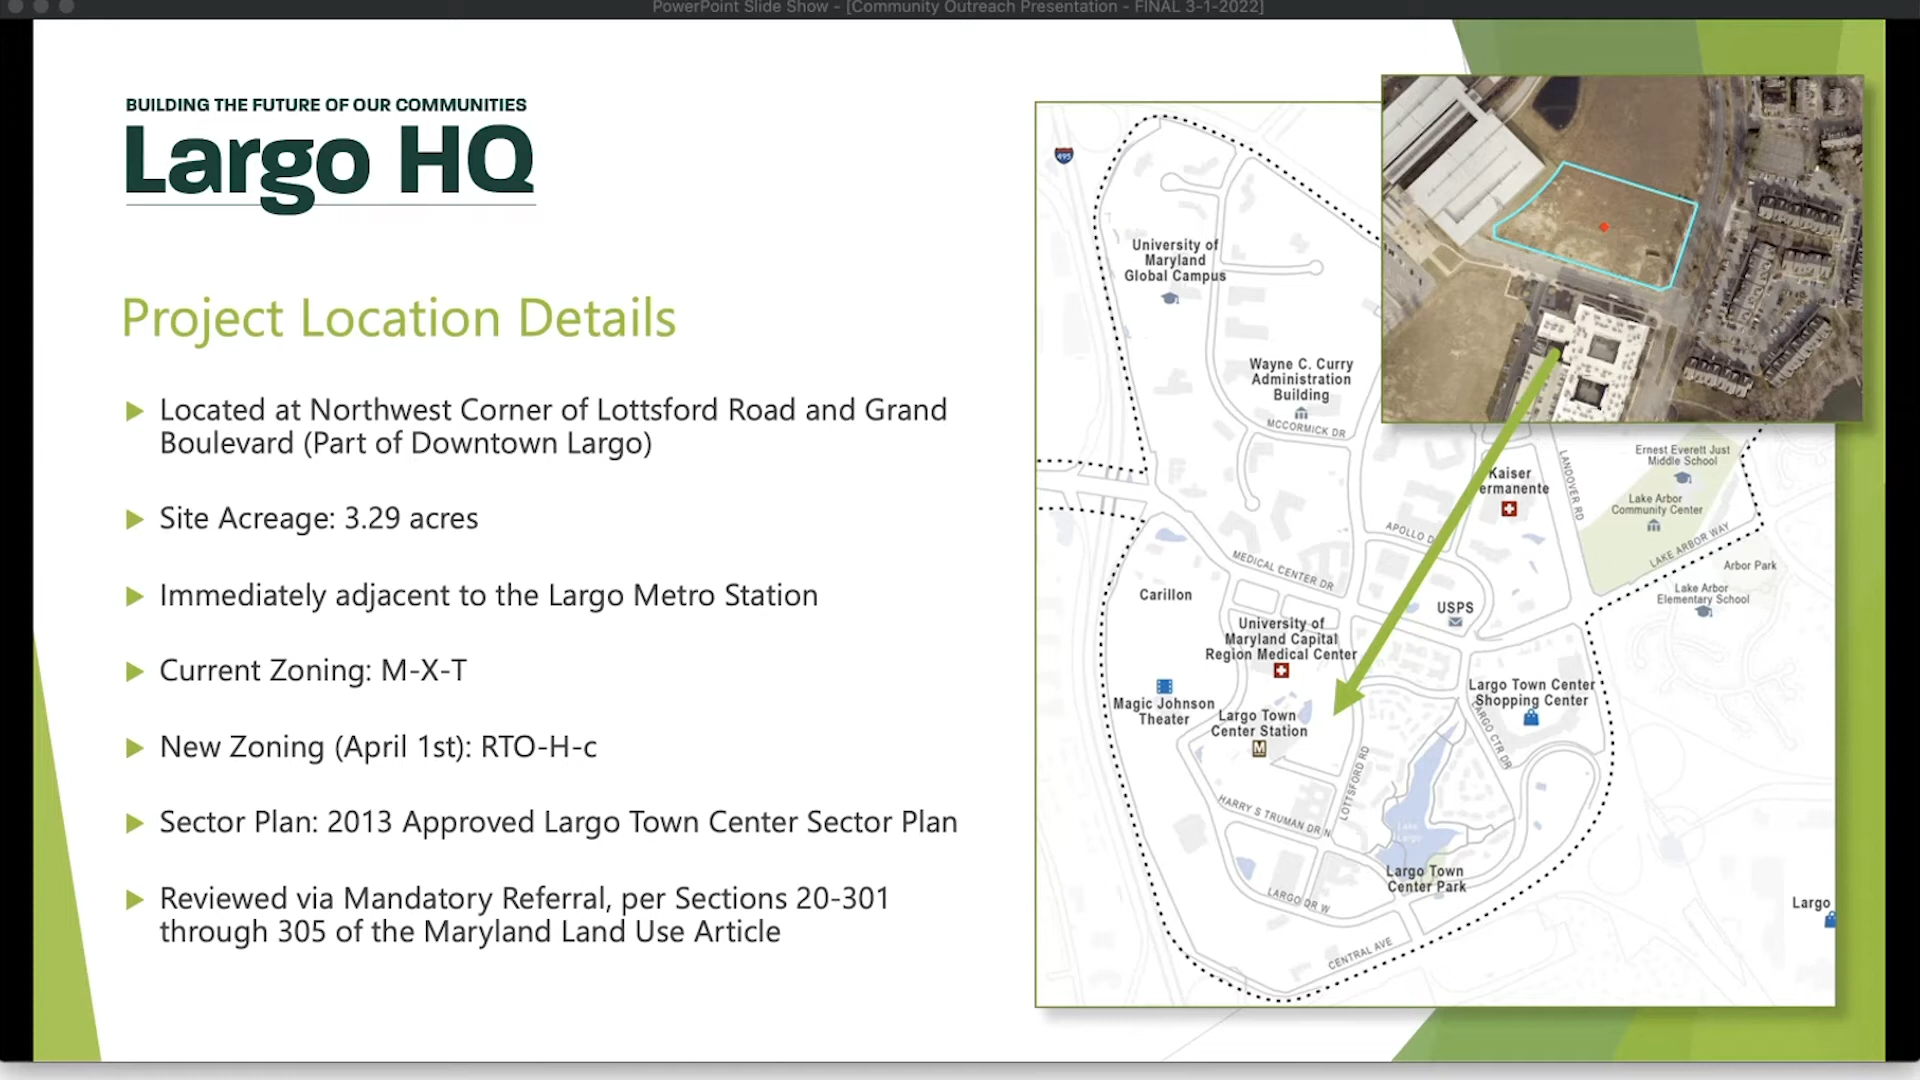 PowerPoint Slide Show - [Community Outreach Presentation - FINAL 3-1-2022]
BUILDING THE FUTURE OF OUR COMMUNITIES
Largo HQ
Project Location Details
Located at Northwest Corner of Lottsford Road and Grand
Boulevard (Part of Downtown Largo)
Site Acreage: 3.29 acres
Immediately adjacent to the Largo Metro Station
Current Zoning: M-X-T
New Zoning (April 1st): RTO-H-c
Sector Plan: 2013 Approved Largo Town Center Sector Plan
Reviewed via Mandatory Referral, per Sections 20-301
through 305 of the Maryland Land Use Article
495
University of
Maryland
Global Campus
Wayne C. Curry
Administration
Building
MCCORMICK DR
Kaiser
ermanente
LANDOVER RD
Ernest Everett Just
Middle School
Lake Arbor
Community Center
LAKE ARBOR WAY
Arbor Park
Lake Arbor
Elementary School
APOLLO D
MEDICAL CENTER DR
Carillon
USPS
University of
Maryland Capital
Region Medical Center
Magic Johnson
Theater
Largo Town
Center Station
M
Largo Town Center
Shopping Center
LARGO CTR DR
LOTTSFORD RD
HARRY S TRUMAN DR N
Lake
Largo
Largo Town
Center Park
LARGO DR W
CENTRAL AVE
Largo